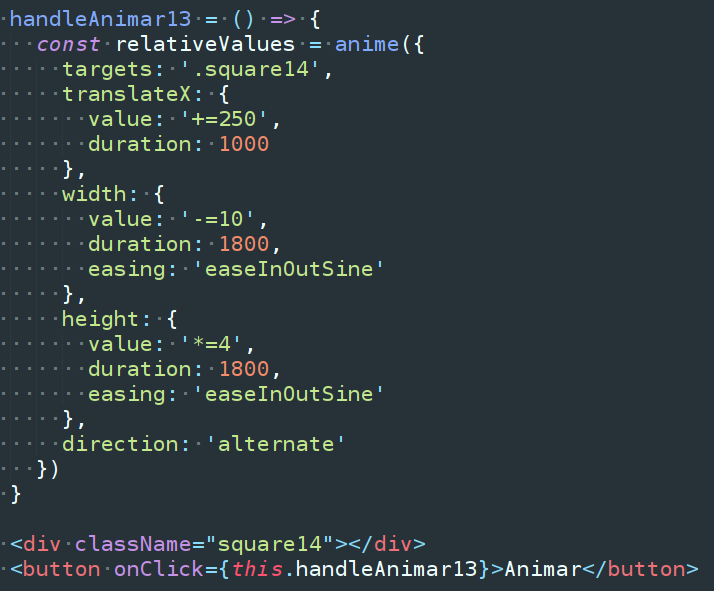 handleAnimar13 = () => {
const relativeValues = anime({
targets: '.square14',
translateX: {
value: '+=250',
duration: 1000
},
width: {
value: '-=10',
duration: 1800,
easing: 'easeInOutSine'
},
height: {
value: '*=4',
duration: 1800,
easing: 'easeInOutSine'
},
direction: 'alternate'
})
}
<div className="square14"></div>
<button onClick={this.handleAnimar13}>Animar</button>